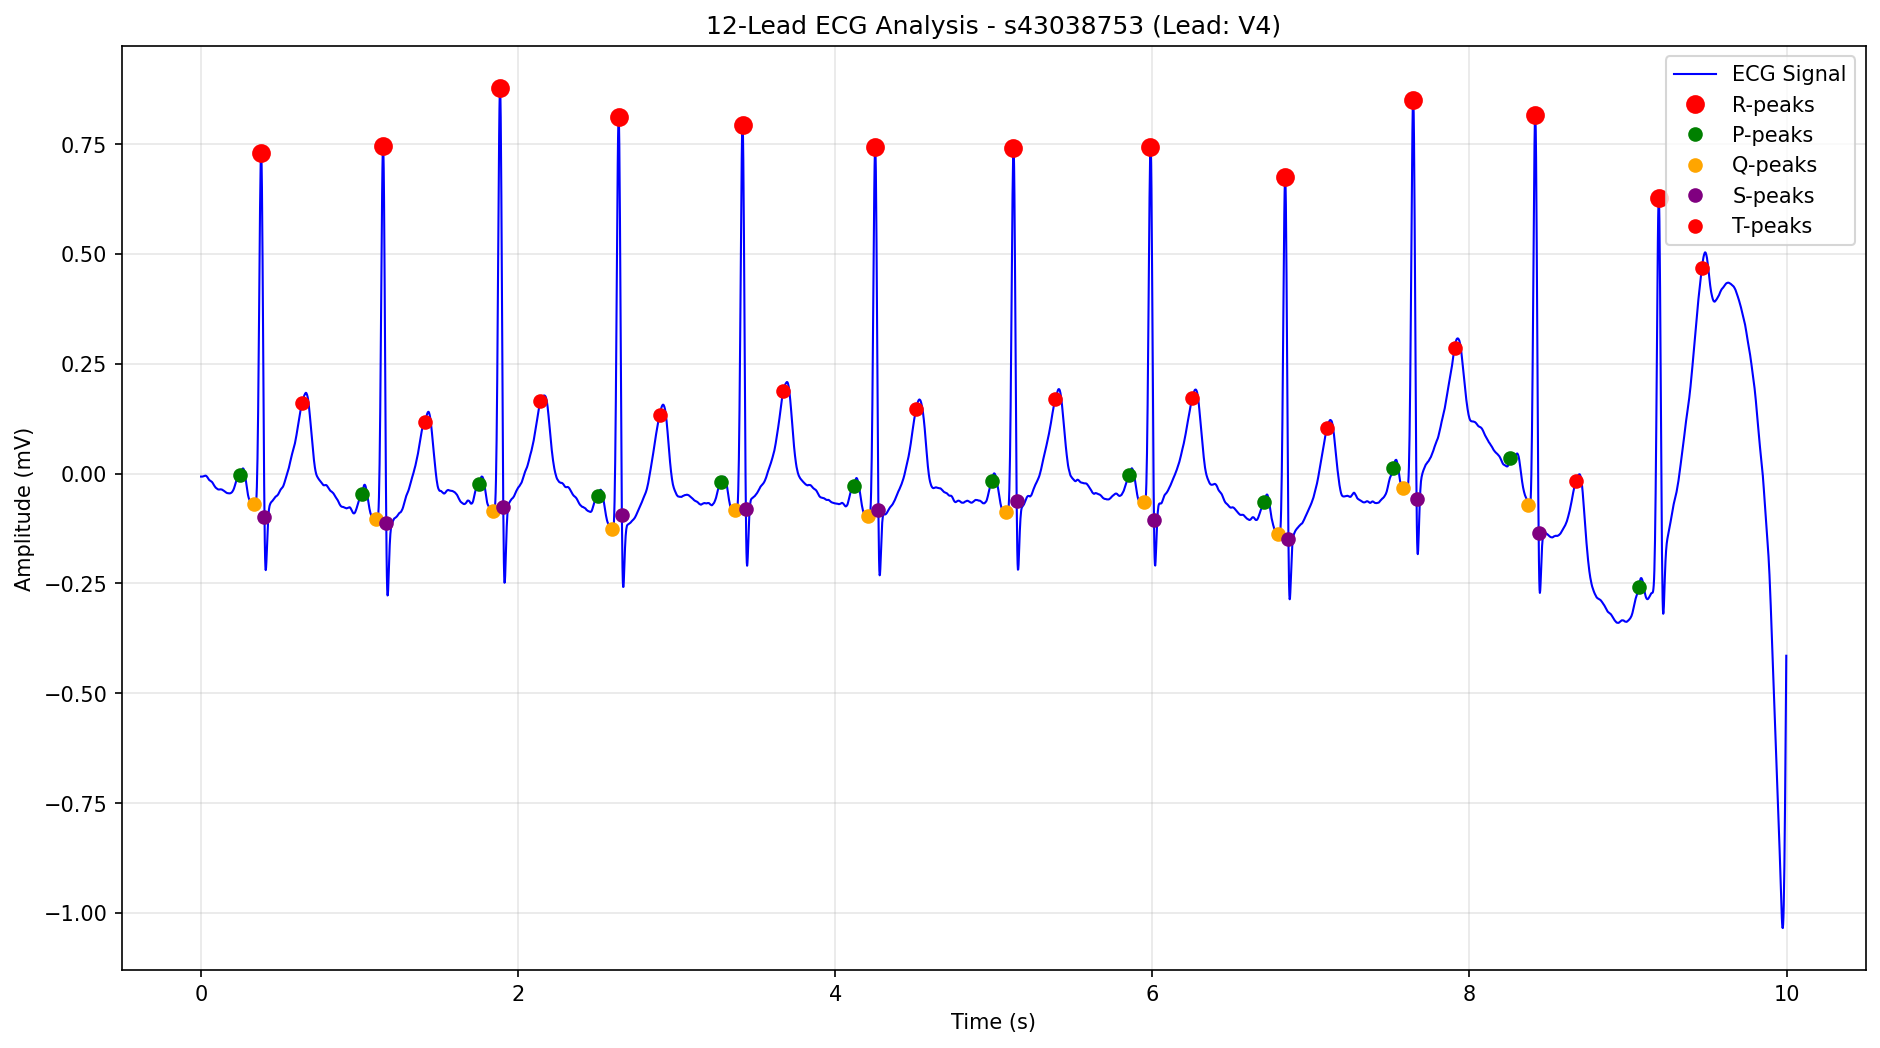 12-Lead ECG Analysis - s43038753 (Lead: V4)
ECG Signal
R-peaks
P-peaks
Q-peaks
S-peaks
T-peaks
Amplitude (mV)
0.75
0.50
0.25
0.00
−0.25
−0.50
−0.75
−1.00
0
2
4
6
8
10
Time (s)